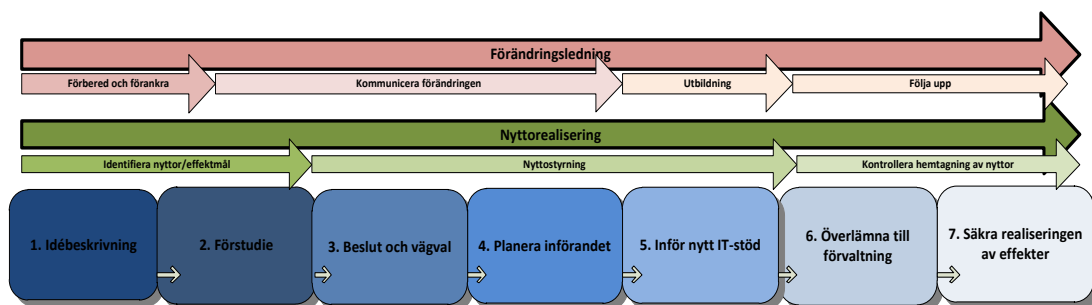 Förändringsledning
Förbered och förankra
Kommunicera förändringen
Utbildning
Följa upp
Nyttorealisering
Identifiera nyttor/effektmål
Nyttostyrning
Kontrollera hemtagning av nyttor
1. Idébeskrivning
2. Förstudie
3. Beslut och vägval
4. Planera införandet
5. Inför nytt IT-stöd
6. Överlämna till
förvaltning
7. Säkra realiseringen
av effekter